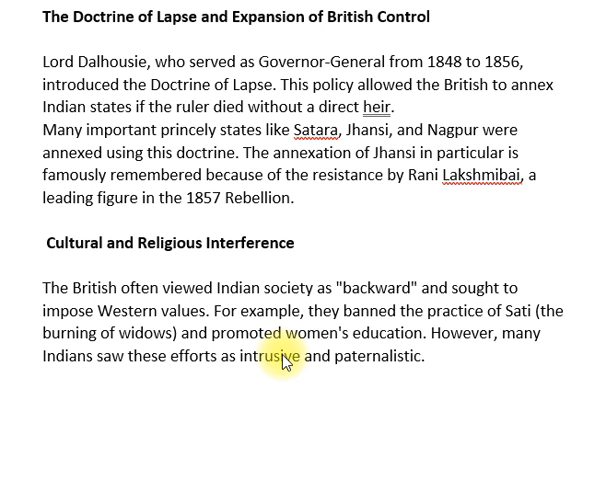 The Doctrine of Lapse and Expansion of British Control
Lord Dalhousie, who served as Governor-General from 1848 to 1856,
introduced the Doctrine of Lapse. This policy allowed the British to annex
Indian states if the ruler died without a direct heir.
Many important princely states like Satara, Jhansi, and Nagpur were
annexed using this doctrine. The annexation of Jhansi in particular is
famously remembered because of the resistance by Rani Lakshmibai, a
leading figure in the 1857 Rebellion.
Cultural and Religious Interference
The British often viewed Indian society as "backward" and sought to
impose Western values. For example, they banned the practice of Sati (the
burning of widows) and promoted women's education. However, many
Indians saw these efforts as intrusive and paternalistic.